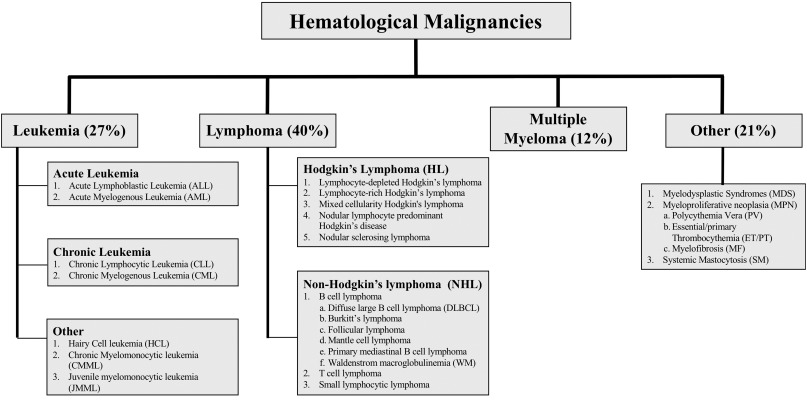 Hematological Malignancies
Leukemia (27%)
Acute Leukemia
1. Acute Lymphoblastic Leukemia (ALL)
2. Acute Myelogenous Leukemia (AML)
Chronic Leukemia
1. Chronic Lymphocytic Leukemia (CLL)
2. Chronic Myelogenous Leukemia (CML)
Other
1. Hairy Cell leukemia (HCL)
2. Chronic Myelomonocytic leukemia
(CMML)
3. Juvenile myelomonocytic leukemia
(JMML)
Lymphoma (40%)
Hodgkin's Lymphoma (HL)
1. Lymphocyte-depleted Hodgkin's lymphoma
2. Lymphocyte-rich Hodgkin's lymphoma
3. Mixed cellularity Hodgkin's lymphoma
4. Nodular lymphocyte predominant
Hodgkin's disease
5. Nodular sclerosing lymphoma
Non-Hodgkin's lymphoma (NHL)
1. B cell lymphoma
a. Diffuse large B cell lymphoma (DLBCL)
b. Burkitt's lymphoma
c. Follicular lymphoma
d. Mantle cell lymphoma
e. Primary mediastinal B cell lymphoma
f. Waldenstrom macroglobulinemia (WM)
2. T cell lymphoma
3. Small lymphocytic lymphoma
Multiple
Myeloma (12%)
Other (21%)
1. Myelodysplastic Syndromes (MDS)
2. Myeloproliferative neoplasia (MPN)
a. Polycythemia Vera (PV)
b. Essential/primary
Thrombocythemia (ET/PT)
c. Myelofibrosis (MF)
3. Systemic Mastocytosis (SM)